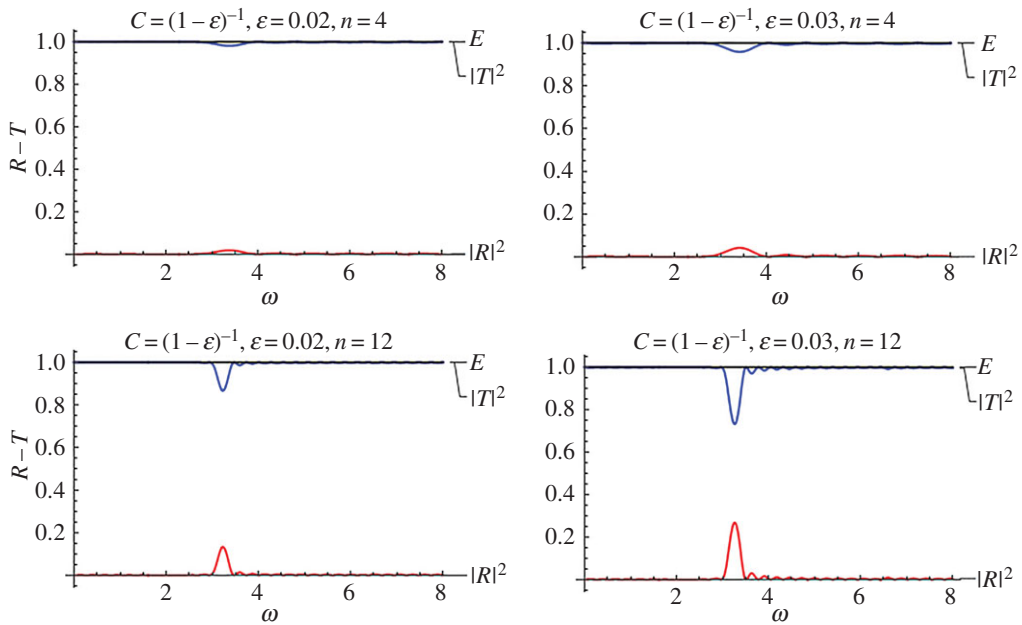 C = (1 – ε)⁻¹, ε = 0.02, n = 4
1.0
0.8
0.6
0.4
0.2
R – T
2
4
6
8
ω
E
|T|²
|R|²
C = (1 – ε)⁻¹, ε = 0.03, n = 4
1.0
0.8
0.6
0.4
0.2
2
4
6
8
ω
E
|T|²
|R|²
C = (1 – ε)⁻¹, ε = 0.02, n = 12
1.0
0.8
0.6
0.4
0.2
R – T
2
4
6
8
ω
E
|T|²
|R|²
C = (1 – ε)⁻¹, ε = 0.03, n = 12
1.0
0.8
0.6
0.4
0.2
2
4
6
8
ω
E
|T|²
|R|²